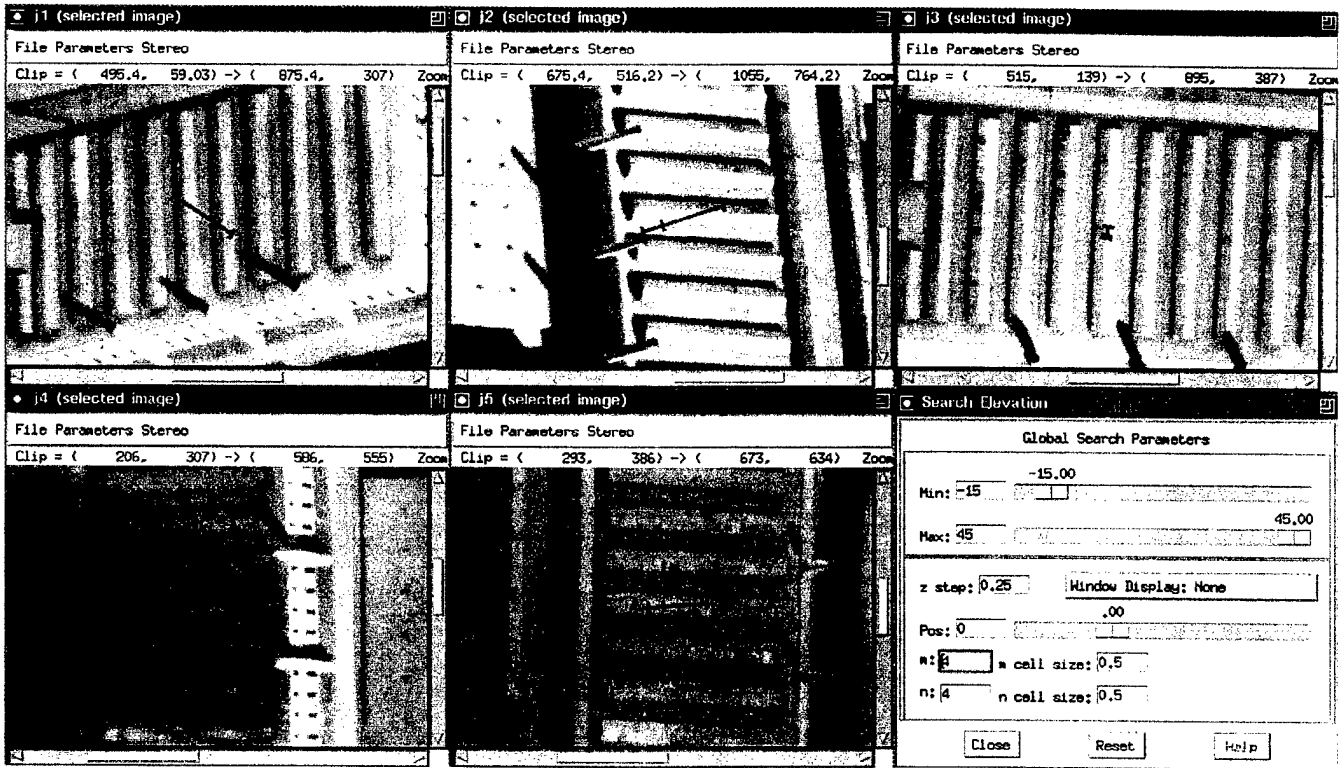 j1 (selected image)
File Parameters Stereo
Clip = ( 495.4, 59.03) -> ( 875.4, 307) Zoom
j2 (selected image)
File Parameters Stereo
Clip = ( 675.4, 516.2) -> ( 1055, 764.2) Zoom
j3 (selected image)
File Parameters Stereo
Clip = ( 515, 139) -> ( 895, 387) Zoom
j4 (selected image)
File Parameters Stereo
Clip = ( 206, 307) -> ( 586, 555) Zoom
j5 (selected image)
File Parameters Stereo
Clip = ( 293, 386) -> ( 673, 634) Zoom
Search Elevation
Global Search Parameters
-15.00
Min: -15
45.00
Max: 45
z step: 0.25 Window Display: None
.00
Pos: 0
m: 4 m cell size: 0.5
n: 4 n cell size: 0.5
Close Reset Help